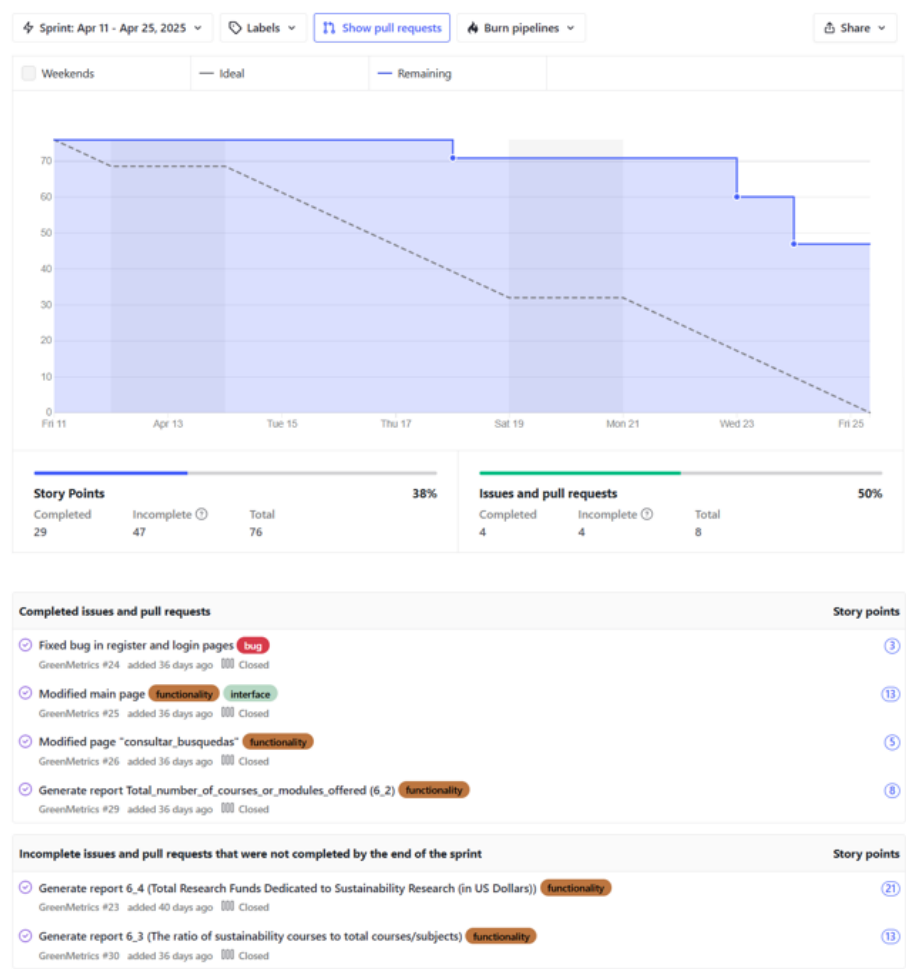 Sprint: Apr 11 - Apr 25, 2025 Labels Show pull requests Burn pipelines Share
Weekends Ideal Remaining
70
60
50
40
30
20
10
0
Fri 11 Apr 13 Tue 15 Thu 17 Sat 19 Mon 21 Wed 23 Fri 25
Story Points 38%
Completed Incomplete ? Total
29 47 76
Issues and pull requests 50%
Completed Incomplete ? Total
4 4 8
Completed issues and pull requests Story points
Fixed bug in register and login pages bug 3
GreenMetrics #24 added 36 days ago Closed
Modified main page functionality interface 13
GreenMetrics #25 added 36 days ago Closed
Modified page "consultar_busquedas" functionality 5
GreenMetrics #26 added 36 days ago Closed
Generate report Total_number_of_courses_or_modules_offered (6_2) functionality 8
GreenMetrics #29 added 36 days ago Closed
Incomplete issues and pull requests that were not completed by the end of the sprint Story points
Generate report 6_4 (Total Research Funds Dedicated to Sustainability Research (in US Dollars)) functionality 21
GreenMetrics #23 added 40 days ago Closed
Generate report 6_3 (The ratio of sustainability courses to total courses/subjects) functionality 13
GreenMetrics #30 added 36 days ago Closed